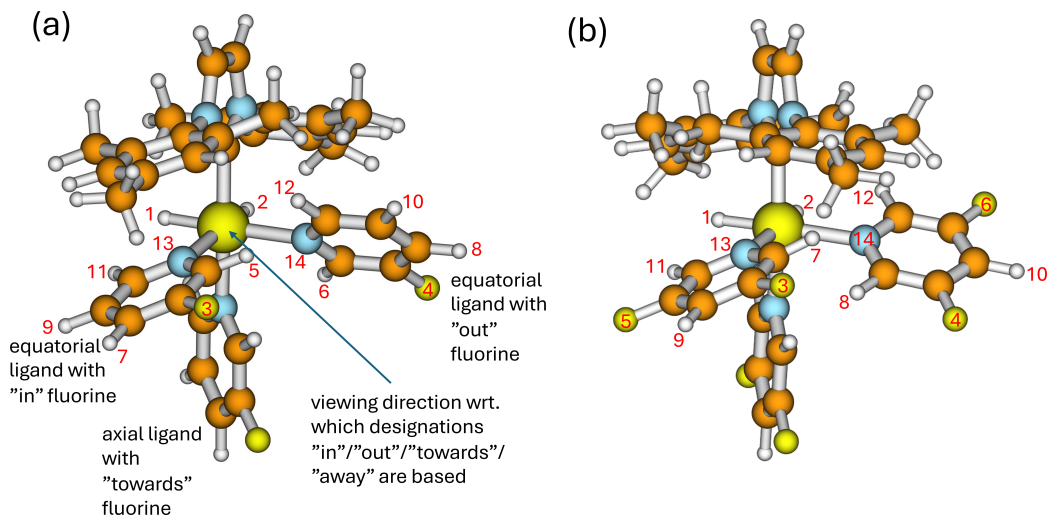 (a)
(b)
12
10
6
1
2
2
12
1
13
14
8
13
14
5
7
10
11
6
4
11
8
3
equatorial
ligand with
”out”
fluorine
3
4
9
7
5
9
equatorial
ligand with
”in” fluorine
axial ligand
with
”towards”
fluorine
viewing direction wrt.
which designations
”in”/”out”/”towards”/
”away” are based